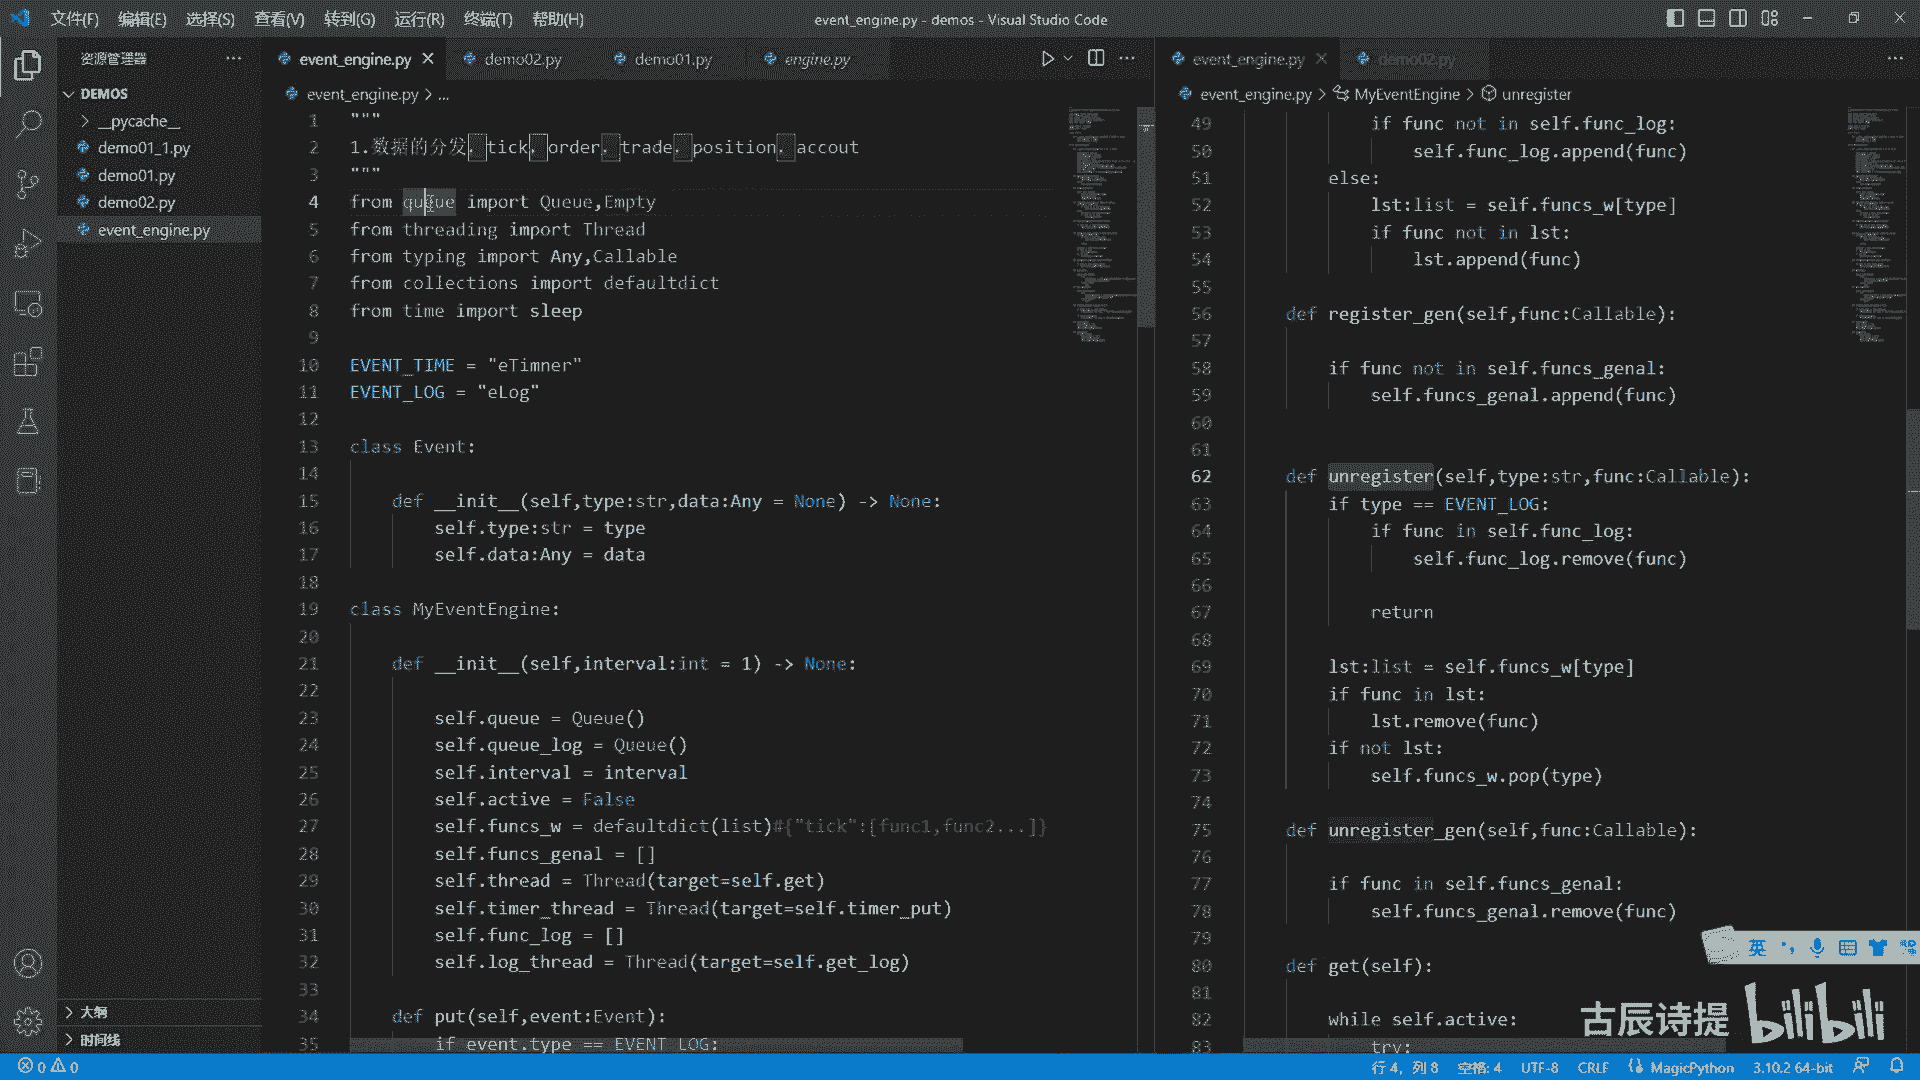 文件(F) 编辑(E) 选择(S) 查看(V) 转到(G) 运行(R) 终端(T) 帮助(H)
event_engine.py - demos - Visual Studio Code
资源管理器
DEMOS
__pycache__
demo01_1.py
demo01.py
demo02.py
event_engine.py
大纲
时间线
event_engine.py demo02.py demo01.py engine.py
event_engine.py > ...
1 """
2 1.数据的分发，tick，order，trade，position，accout
3 """
4 from queue import Queue,Empty
5 from threading import Thread
6 from typing import Any,Callable
7 from collections import defaultdict
8 from time import sleep
9
10 EVENT_TIME = "eTimner"
11 EVENT_LOG = "eLog"
12
13 class Event:
14
15 def __init__(self,type:str,data:Any = None) -> None:
16 self.type:str = type
17 self.data:Any = data
18
19 class MyEventEngine:
20
21 def __init__(self,interval:int = 1) -> None:
22
23 self.queue = Queue()
24 self.queue_log = Queue()
25 self.interval = interval
26 self.active = False
27 self.funcs_w = defaultdict(list)#{"tick":[func1,func2...]}
28 self.funcs_genal = []
29 self.thread = Thread(target=self.get)
30 self.timer_thread = Thread(target=self.timer_put)
31 self.func_log = []
32 self.log_thread = Thread(target=self.get_log)
33
34 def put(self,event:Event):
35 if event.type == EVENT_LOG:
event_engine.py demo02.py
event_engine.py > MyEventEngine > unregister
49 if func not in self.func_log:
50 self.func_log.append(func)
51 else:
52 lst:list = self.funcs_w[type]
53 if func not in lst:
54 lst.append(func)
55
56 def register_gen(self,func:Callable):
57
58 if func not in self.funcs_genal:
59 self.funcs_genal.append(func)
60
61
62 def unregister(self,type:str,func:Callable):
63 if type == EVENT_LOG:
64 if func in self.func_log:
65 self.func_log.remove(func)
66
67 return
68
69 lst:list = self.funcs_w[type]
70 if func in lst:
71 lst.remove(func)
72 if not lst:
73 self.funcs_w.pop(type)
74
75 def unregister_gen(self,func:Callable):
76
77 if func in self.funcs_genal:
78 self.funcs_genal.remove(func)
79
80 def get(self):
81
82 while self.active:
83 try:
英
古辰诗提 bilibili
0 0 行 4，列 8 空格: 4 UTF-8 CRLF MagicPython 3.10.2 64-bit